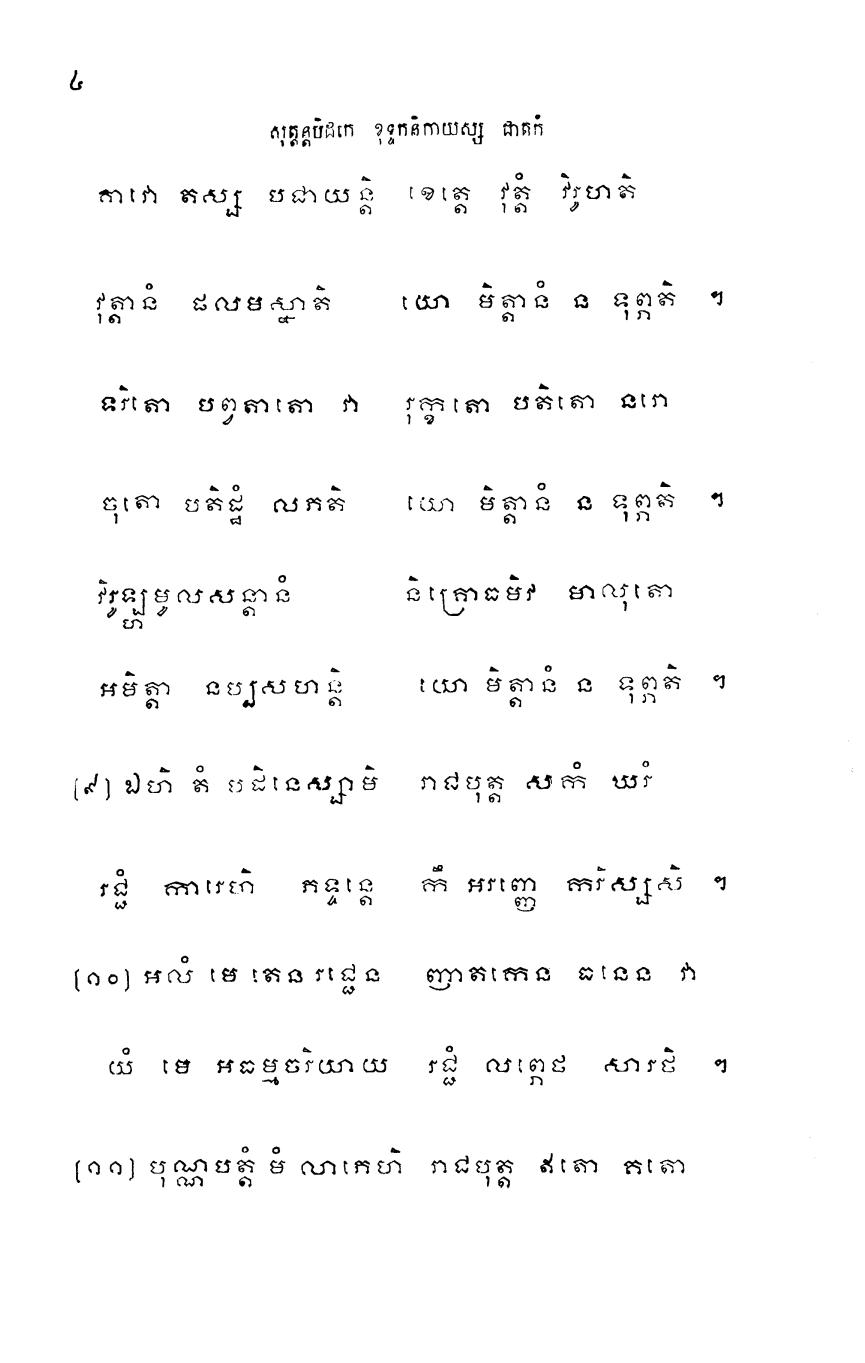 ៤
សុត្តន្តបិដកេ ខុទ្ទកនិកាយស្ស ជាតកំ
គាវោ តស្ស បជាយន្តិ ខេត្តេ វុត្តំ វិរូហតិ
វុត្តានំ ផលមស្នាតិ យោ មិត្តានំ ន ទុព្ភតិ ៗ
ទរិតោ បព្វតាតោ វា រុក្ខតោ បតិតោ នរោ
ចុតោ បតិដ្ឋំ លភតិ យោ មិត្តានំ ន ទុព្ភតិ ៗ
វិរូឡ្ហមូលសន្តានំ និគ្រោធមិវ មាលុតោ
អមិត្តា នប្បសហន្តិ យោ មិត្តានំ ន ទុព្ភតិ ៗ
(៩) ឯហិ តំ បដិនេស្សាមិ រាជបុត្ត សកំ ឃរំ
រជ្ជំ ការេហិ ភទ្ទន្តេ កឹ អរញ្ញេ ករិស្សសិ ៗ
(១០) អលំ មេ តេន រជ្ជេន ញាតកេន ធនេន វា
យំ មេ អធម្មចរិយាយ រជ្ជំ លព្ភេថ សារថិ ៗ
(១១) បុណ្ណបត្តំ មំ លាភេហិ រាជបុត្ត ឥតោ គតោ